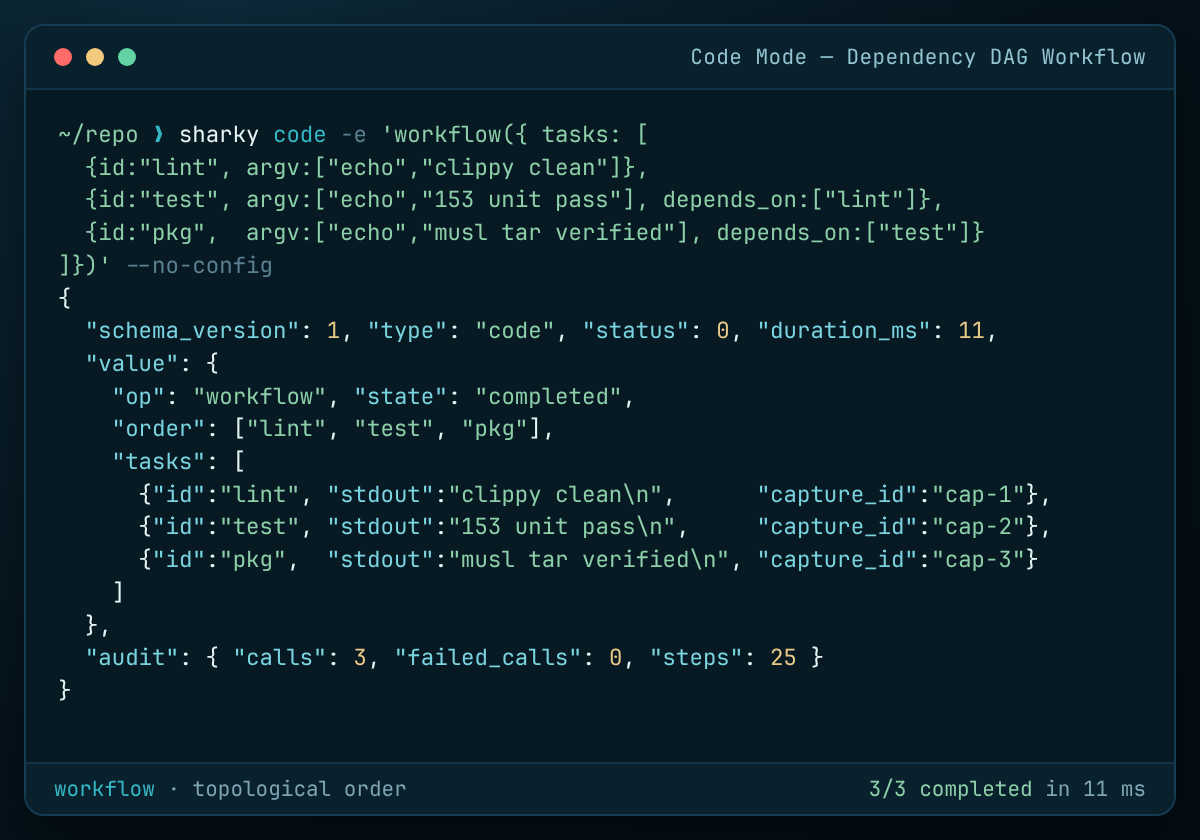 Code Mode — Dependency DAG Workflow
~/repo ❯ sharky code -e 'workflow({ tasks: [
  {id:"lint", argv:["echo","clippy clean"]},
  {id:"test", argv:["echo","153 unit pass"], depends_on:["lint"]},
  {id:"pkg",  argv:["echo","musl tar verified"], depends_on:["test"]}
]})' --no-config
{
  "schema_version": 1, "type": "code", "status": 0, "duration_ms": 11,
  "value": {
    "op": "workflow", "state": "completed",
    "order": ["lint", "test", "pkg"],
    "tasks": [
      {"id":"lint", "stdout":"clippy clean\n",      "capture_id":"cap-1"},
      {"id":"test", "stdout":"153 unit pass\n",     "capture_id":"cap-2"},
      {"id":"pkg",  "stdout":"musl tar verified\n", "capture_id":"cap-3"}
    ]
  },
  "audit": { "calls": 3, "failed_calls": 0, "steps": 25 }
}
workflow · topological order
3/3 completed in 11 ms